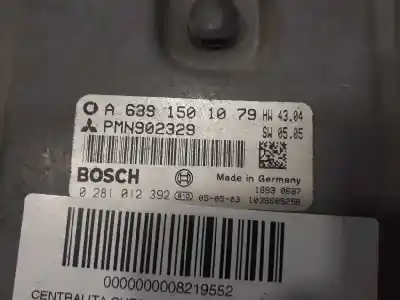 A 639 150 10 79 HW 43.04
PMN902329 SW 05.05
BOSCH Made in Germany
0 281 012 392 05-05-03
0000000008219552
CENTRALITA